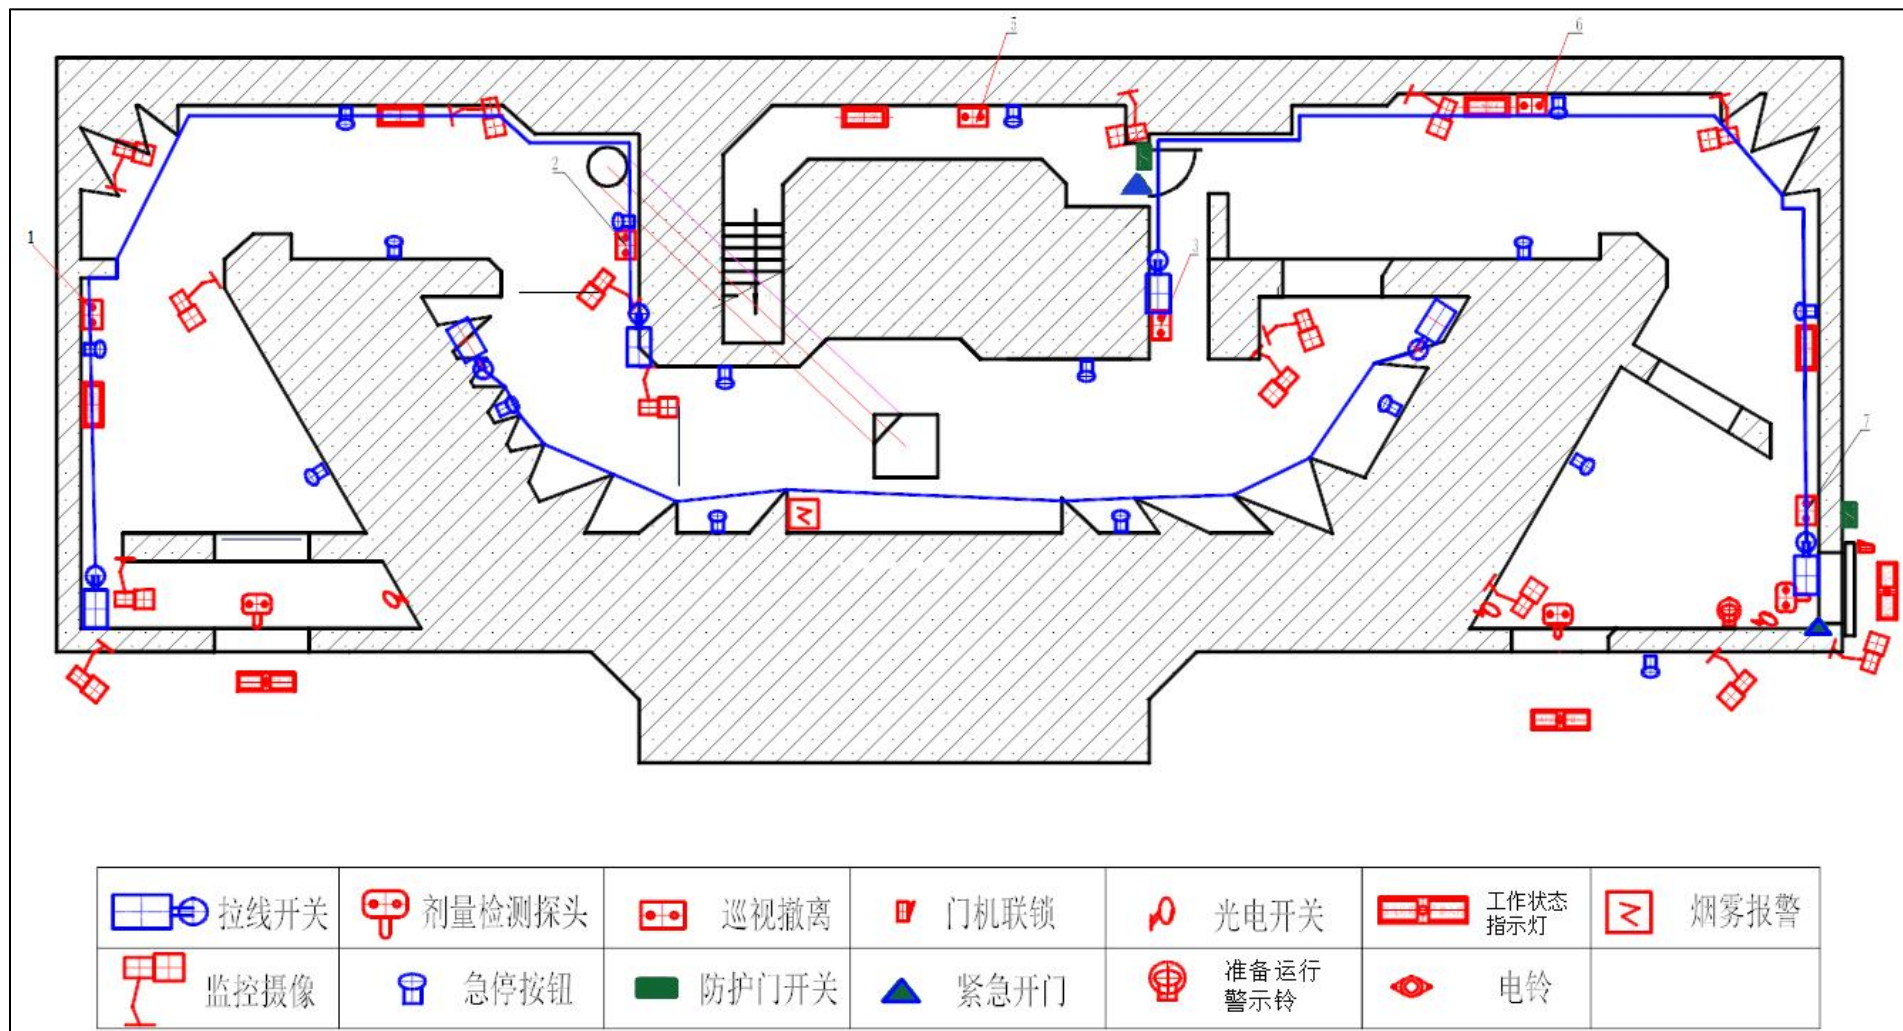 5
6
2
1
3
7
拉线开关
剂量检测探头
巡视撤离
门机联锁
光电开关
工作状态
指示灯
烟雾报警
监控摄像
急停按钮
防护门开关
紧急开门
准备运行
警示铃
电铃